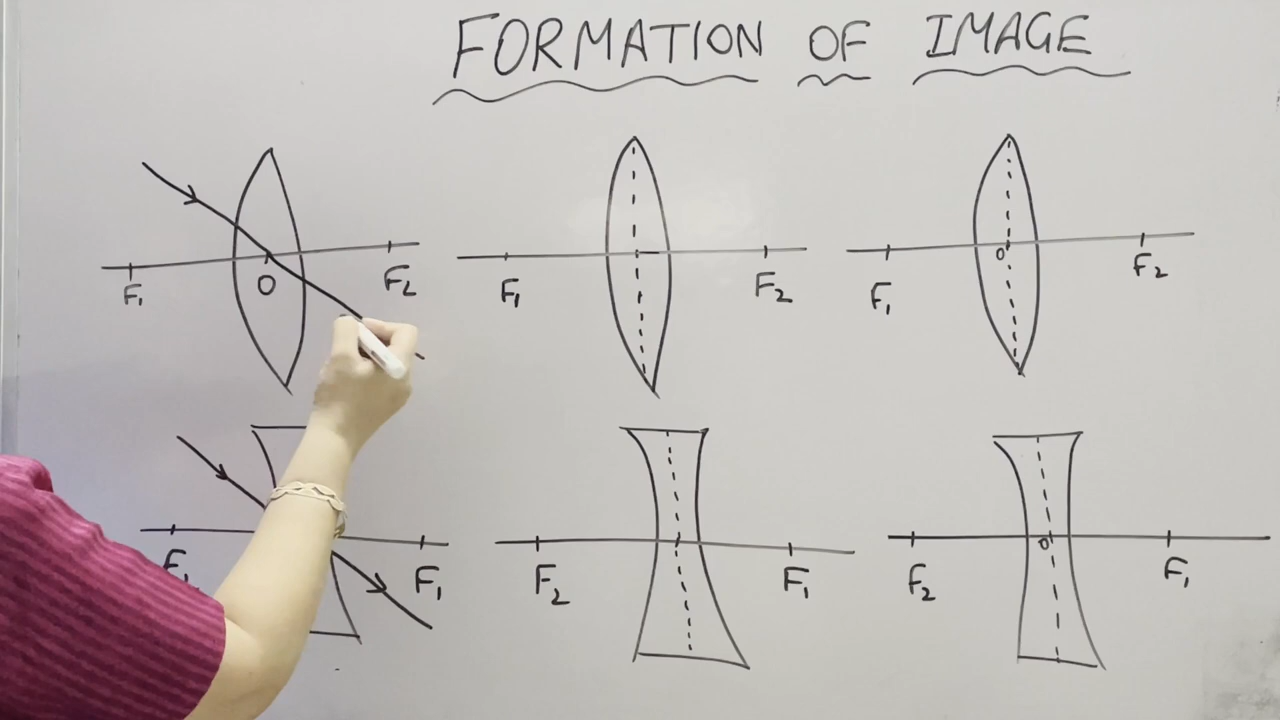 FORMATION OF IMAGE
F₁ O F₂
F₁ F₂
F₁ O F₂
F₁
F₂ F₁
F₂ O F₁